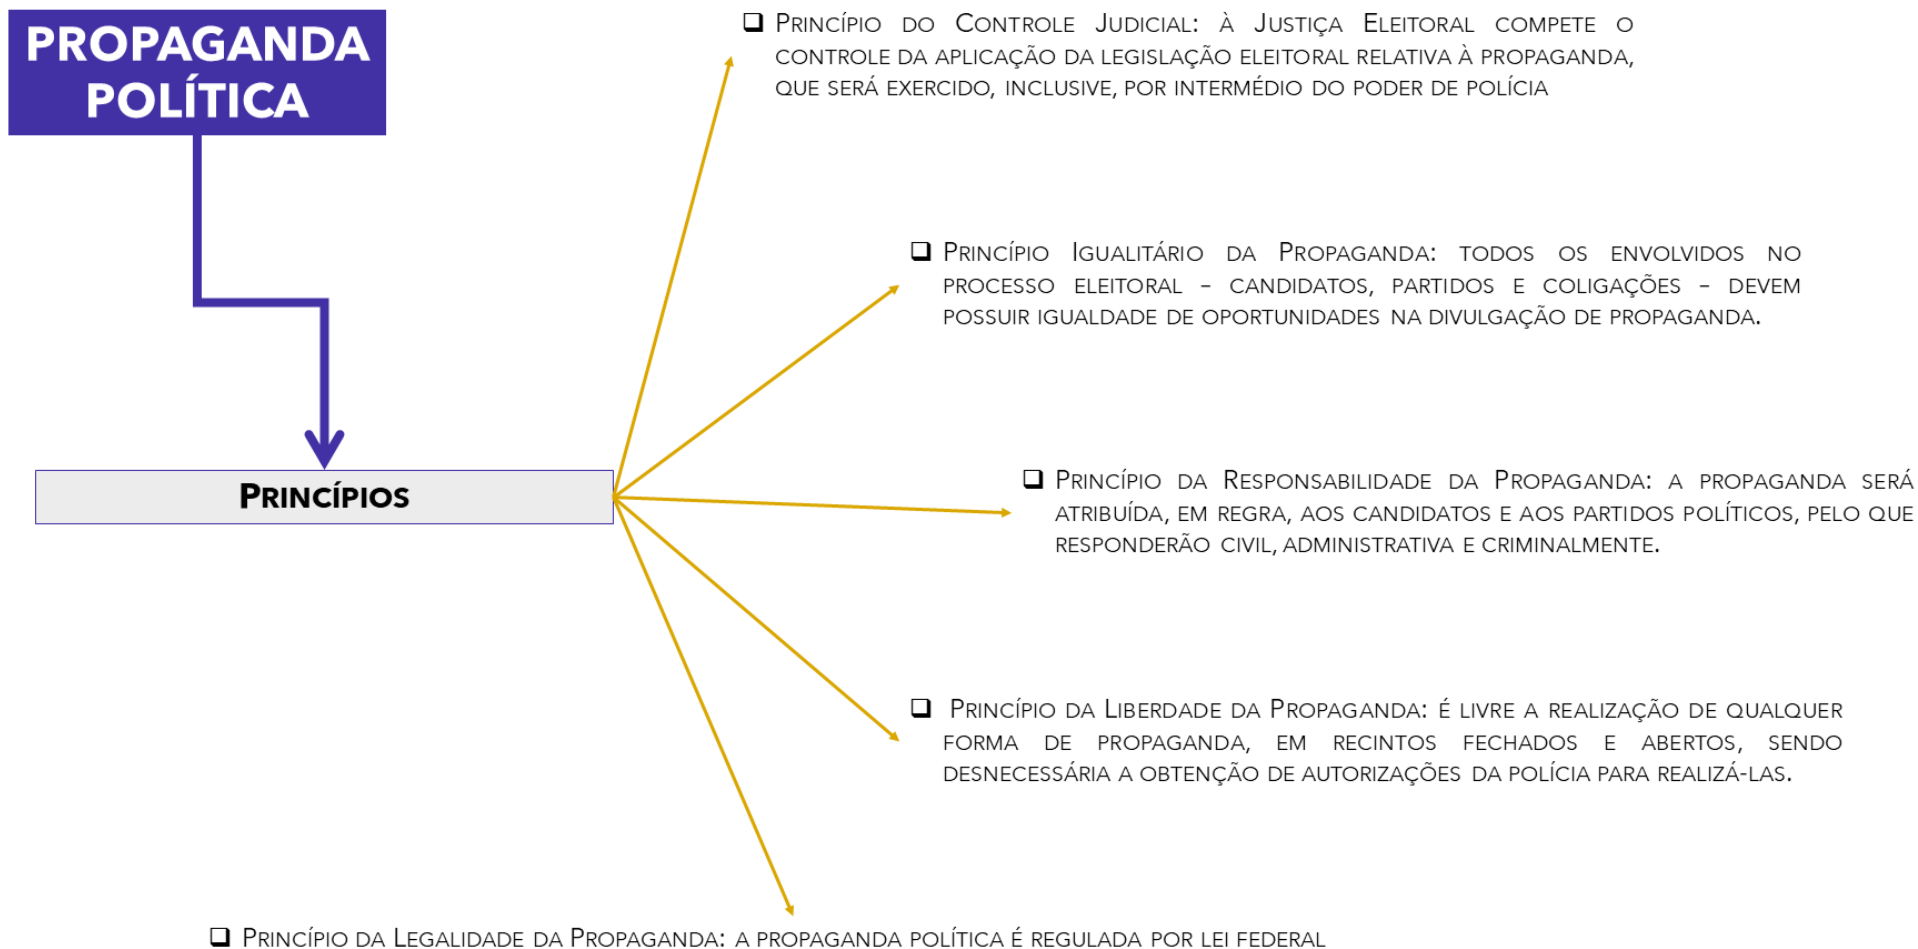 PROPAGANDA
POLÍTICA
PRINCÍPIOS
❑ PRINCÍPIO DO CONTROLE JUDICIAL: À JUSTIÇA ELEITORAL COMPETE O
CONTROLE DA APLICAÇÃO DA LEGISLAÇÃO ELEITORAL RELATIVA À PROPAGANDA,
QUE SERÁ EXERCIDO, INCLUSIVE, POR INTERMÉDIO DO PODER DE POLÍCIA
❑ PRINCÍPIO IGUALITÁRIO DA PROPAGANDA: TODOS OS ENVOLVIDOS NO
PROCESSO ELEITORAL – CANDIDATOS, PARTIDOS E COLIGAÇÕES – DEVEM
POSSUIR IGUALDADE DE OPORTUNIDADES NA DIVULGAÇÃO DE PROPAGANDA.
❑ PRINCÍPIO DA RESPONSABILIDADE DA PROPAGANDA: A PROPAGANDA SERÁ
ATRIBUÍDA, EM REGRA, AOS CANDIDATOS E AOS PARTIDOS POLÍTICOS, PELO QUE
RESPONDERÃO CIVIL, ADMINISTRATIVA E CRIMINALMENTE.
❑ PRINCÍPIO DA LIBERDADE DA PROPAGANDA: É LIVRE A REALIZAÇÃO DE QUALQUER
FORMA DE PROPAGANDA, EM RECINTOS FECHADOS E ABERTOS, SENDO
DESNECESSÁRIA A OBTENÇÃO DE AUTORIZAÇÕES DA POLÍCIA PARA REALIZÁ-LAS.
❑ PRINCÍPIO DA LEGALIDADE DA PROPAGANDA: A PROPAGANDA POLÍTICA É REGULADA POR LEI FEDERAL